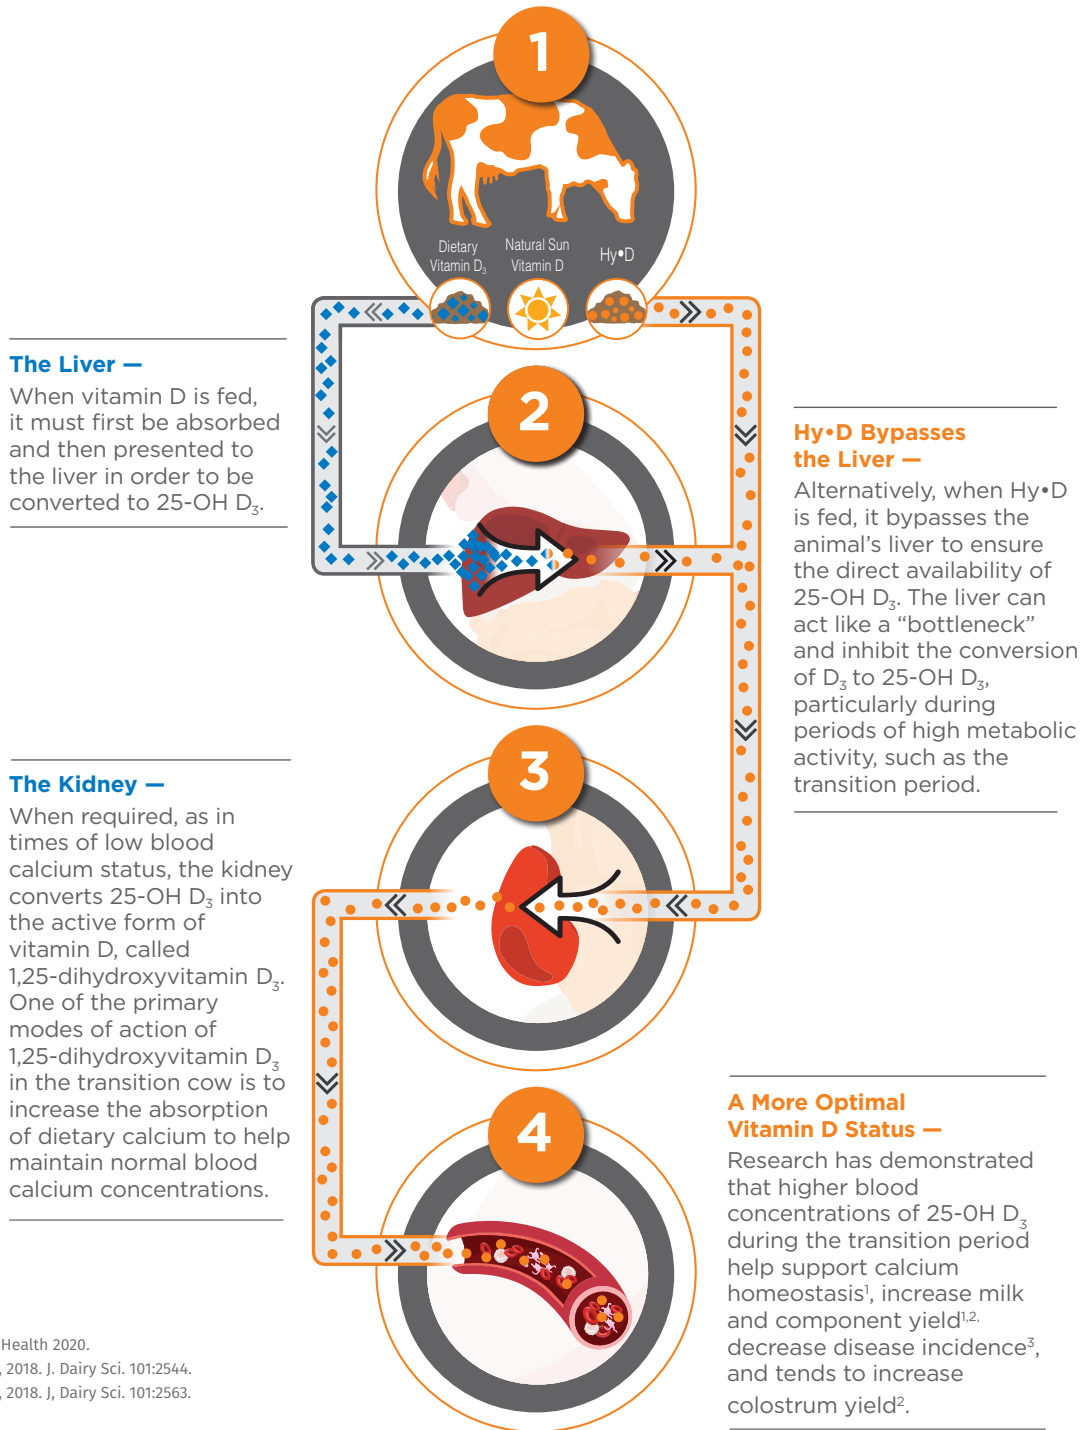 1
Dietary
Vitamin D₃
Natural Sun
Vitamin D
Hy•D
The Liver —
When vitamin D is fed,
it must first be absorbed
and then presented to
the liver in order to be
converted to 25-OH D₃.
2
Hy•D Bypasses
the Liver —
Alternatively, when Hy•D
is fed, it bypasses the
animal’s liver to ensure
the direct availability of
25-OH D₃. The liver can
act like a “bottleneck”
and inhibit the conversion
of D₃ to 25-OH D₃,
particularly during
periods of high metabolic
activity, such as the
transition period.
3
The Kidney —
When required, as in
times of low blood
calcium status, the kidney
converts 25-OH D₃ into
the active form of
vitamin D, called
1,25-dihydroxyvitamin D₃.
One of the primary
modes of action of
1,25-dihydroxyvitamin D₃
in the transition cow is to
increase the absorption
of dietary calcium to help
maintain normal blood
calcium concentrations.
4
A More Optimal
Vitamin D Status —
Research has demonstrated
that higher blood
concentrations of 25-0H D₃
during the transition period
help support calcium
homeostasis¹, increase milk
and component yield¹,²,
decrease disease incidence³,
and tends to increase
colostrum yield².
Health 2020.
, 2018. J. Dairy Sci. 101:2544.
, 2018. J, Dairy Sci. 101:2563.